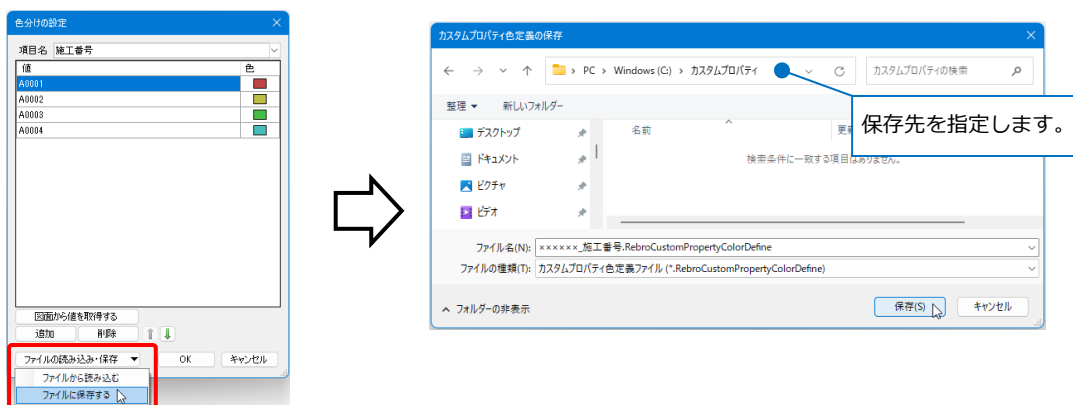 色分けの設定
項目名 施工番号
値 色
A0001
A0002
A0003
A0004
図面から値を取得する
追加 削除
ファイルの読み込み・保存 OK キャンセル
ファイルから読み込む
ファイルに保存する
カスタムプロパティ色定義の保存
PC › Windows (C:) › カスタムプロパティ カスタムプロパティの検索
整理 新しいフォルダー
保存先を指定します。
デスクトップ 名前
ドキュメント 検索条件に一致する項目はありません。
ピクチャ
ビデオ
ファイル名(N): ××××××_施工番号.RebroCustomPropertyColorDefine
ファイルの種類(T): カスタムプロパティ色定義ファイル (*.RebroCustomPropertyColorDefine)
フォルダーの非表示 保存(S) キャンセル